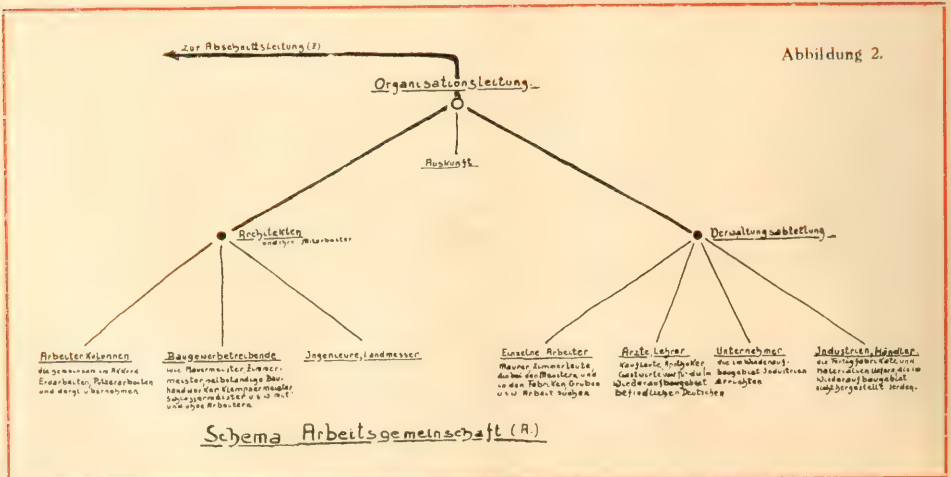 Zur Abschnittsleitung (Z)
Abbildung 2.
Organisationsleitung.
Auskunft
Architekten
und ihre Mitarbeiter
Verwaltungsabteilung
Arbeiter Kolonnen
die gemeinsam im Akkord
Erdarbeiten, Putzerarbeiten
und dergl übernehmen
Baugewerbetreibende
wie Mauermeister Zimmer-
meister selbständige Bau-
handwerker Klempnermeister
Schlossermeister u s w mit
und ohne Arbeitern
Ingenieure, Landmesser
Einzelne Arbeiter
Maurer Zimmerleute,
die bei den Meistern und
in den Fabriken Gruben
u s w Arbeit suchen
Ärzte, Lehrer
Kaufleute, Apotheker
Gastwirte usw für die im
Wiederaufbaugebiet
befindlichen Deutschen
Unternehmer
die im Wiederauf-
baugebiet Industrien
errichten
Industrien, Händler.
die Fertigfabrikate und
Materialien liefern, die im
Wiederaufbaugebiet
nicht hergestellt werden.
Schema Arbeitsgemeinschaft (A.)